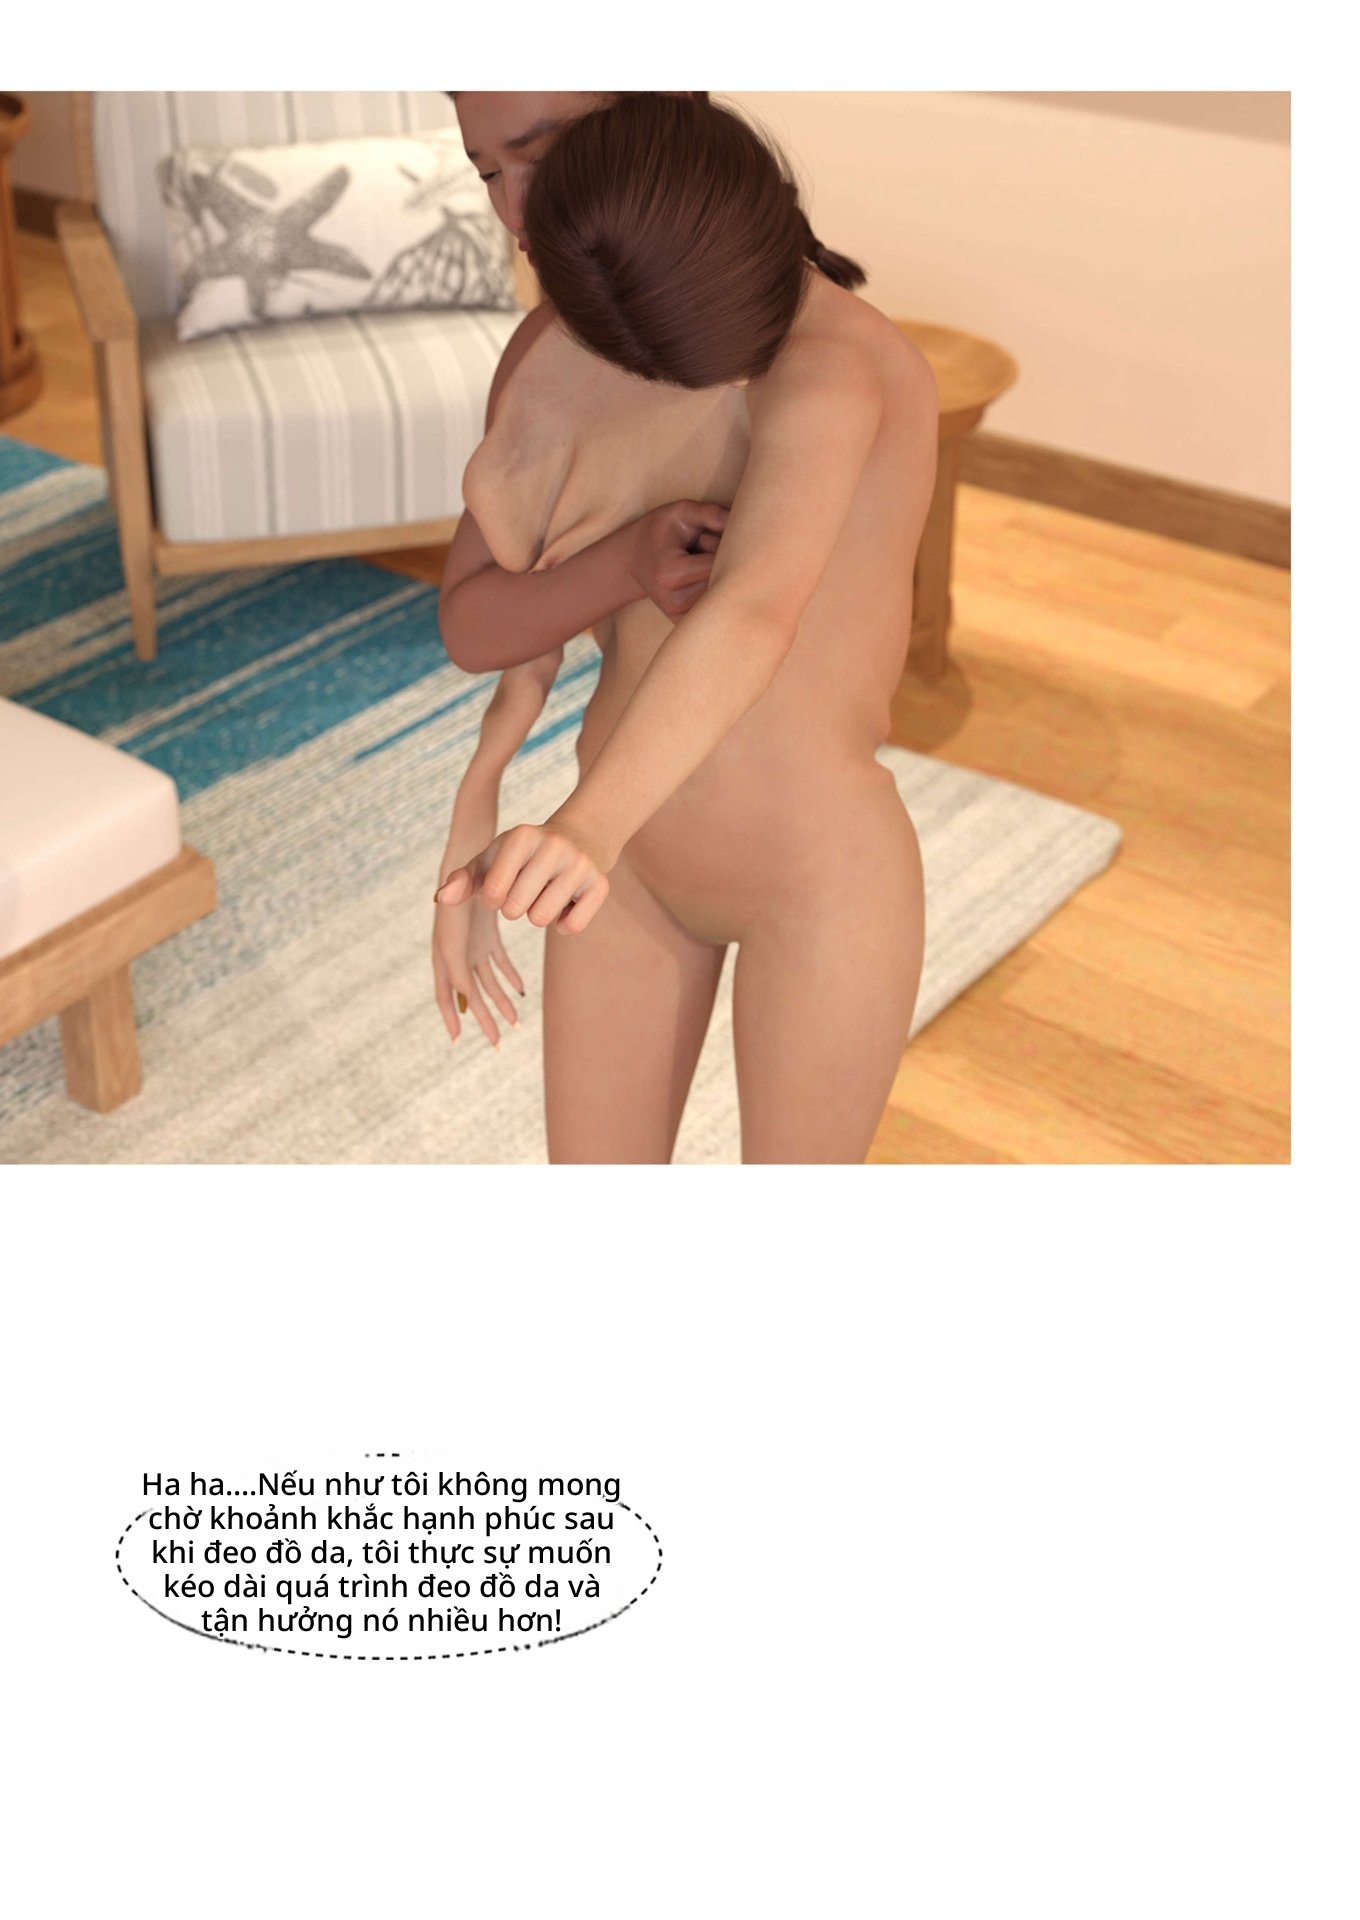 Ha ha....Nếu như tôi không mong
chờ khoảnh khắc hạnh phúc sau
khi đeo đồ da, tôi thực sự muốn
kéo dài quá trình đeo đồ da và
tận hưởng nó nhiều hơn!